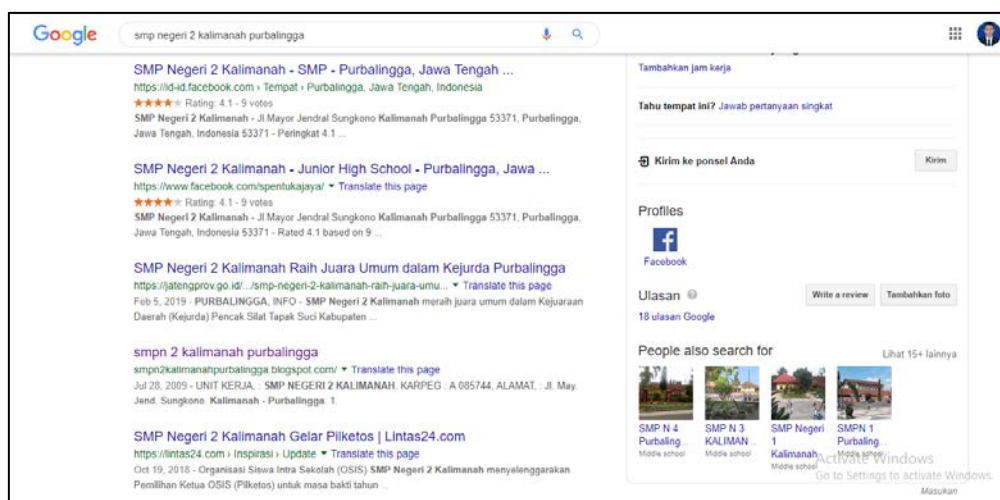 Google
smp negeri 2 kalimanah purbalingga
SMP Negeri 2 Kalimanah - SMP - Purbalingga, Jawa Tengah ...
https://id-id.facebook.com › Tempat › Purbalingga, Jawa Tengah, Indonesia
Rating: 4.1 - 9 votes
SMP Negeri 2 Kalimanah - Jl.Mayor Jendral Sungkono Kalimanah Purbalingga 53371, Purbalingga,
Jawa Tengah, Indonesia 53371 - Peringkat 4.1 ...
SMP Negeri 2 Kalimanah - Junior High School - Purbalingga, Jawa ...
https://www.facebook.com/spentukajaya/ ▾ Translate this page
Rating: 4.1 - 9 votes
SMP Negeri 2 Kalimanah - Jl.Mayor Jendral Sungkono Kalimanah Purbalingga 53371, Purbalingga,
Jawa Tengah, Indonesia 53371 - Rated 4.1 based on 9 ...
SMP Negeri 2 Kalimanah Raih Juara Umum dalam Kejurda Purbalingga
https://jatengprov.go.id/.../smp-negeri-2-kalimanah-raih-juara-umu... ▾ Translate this page
Feb 5, 2019 - PURBALINGGA, INFO - SMP Negeri 2 Kalimanah meraih juara umum dalam Kejuaraan
Daerah (Kejurda) Pencak Silat Tapak Suci Kabupaten ...
smpn 2 kalimanah purbalingga
smpn2kalimanahpurbalingga.blogspot.com/ ▾ Translate this page
Jul 28, 2009 - UNIT KERJA, : SMP NEGERI 2 KALIMANAH. KARPEG : A 085744, ALAMAT, : Jl. May.
Jend. Sungkono. Kalimanah - Purbalingga. 1.
SMP Negeri 2 Kalimanah Gelar Pilketos | Lintas24.com
https://lintas24.com › Inspirasi › Update ▾ Translate this page
Oct 19, 2018 - Organisasi Siswa Intra Sekolah (OSIS) SMP Negeri 2 Kalimanah menyelenggarakan
Pemilihan Ketua OSIS (Pilketos) untuk masa bakti tahun ...
Tambahkan jam kerja
Tahu tempat ini? Jawab pertanyaan singkat
Kirim ke ponsel Anda
Kirim
Profiles
Facebook
Ulasan
Write a review
Tambahkan foto
18 ulasan Google
People also search for
Lihat 15+ lainnya
SMP N 4
Purbaling...
Middle school
SMP N 3
KALIMAN...
Middle school
SMP Negeri
1
Kalimanah
Middle school
SMPN 1
Purbaling...
Middle school
Activate Windows
Go to Settings to activate Windows.
Masukan